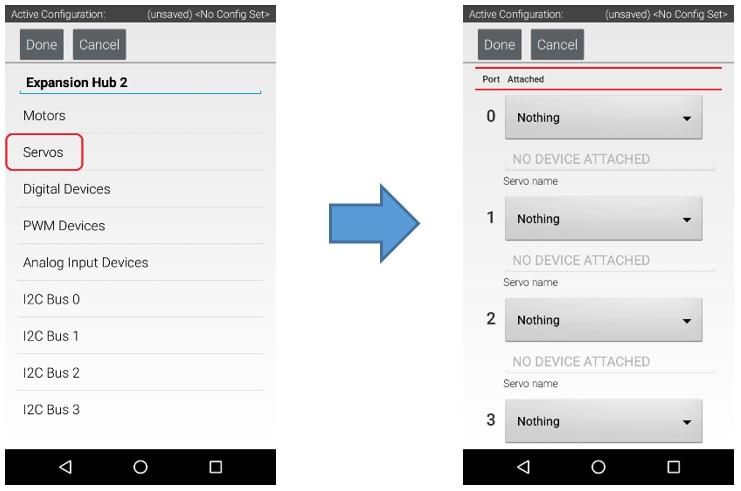 Active Configuration: (unsaved) <No Config Set>
Done Cancel
Expansion Hub 2
Motors
Servos
Digital Devices
PWM Devices
Analog Input Devices
I2C Bus 0
I2C Bus 1
I2C Bus 2
I2C Bus 3
Active Configuration: (unsaved) <No Config Set>
Done Cancel
Port Attached
0 Nothing
NO DEVICE ATTACHED
Servo name
1 Nothing
NO DEVICE ATTACHED
Servo name
2 Nothing
NO DEVICE ATTACHED
Servo name
3 Nothing